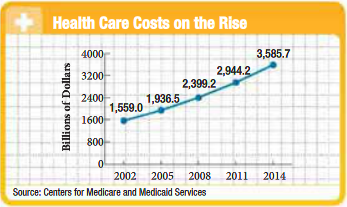 Health Care Costs on the Rise
Billions of Dollars
4000
3200
2400
1600
800
0
1,559.0
1,936.5
2,399.2
2,944.2
3,585.7
2002 2005 2008 2011 2014
Source: Centers for Medicare and Medicaid Services